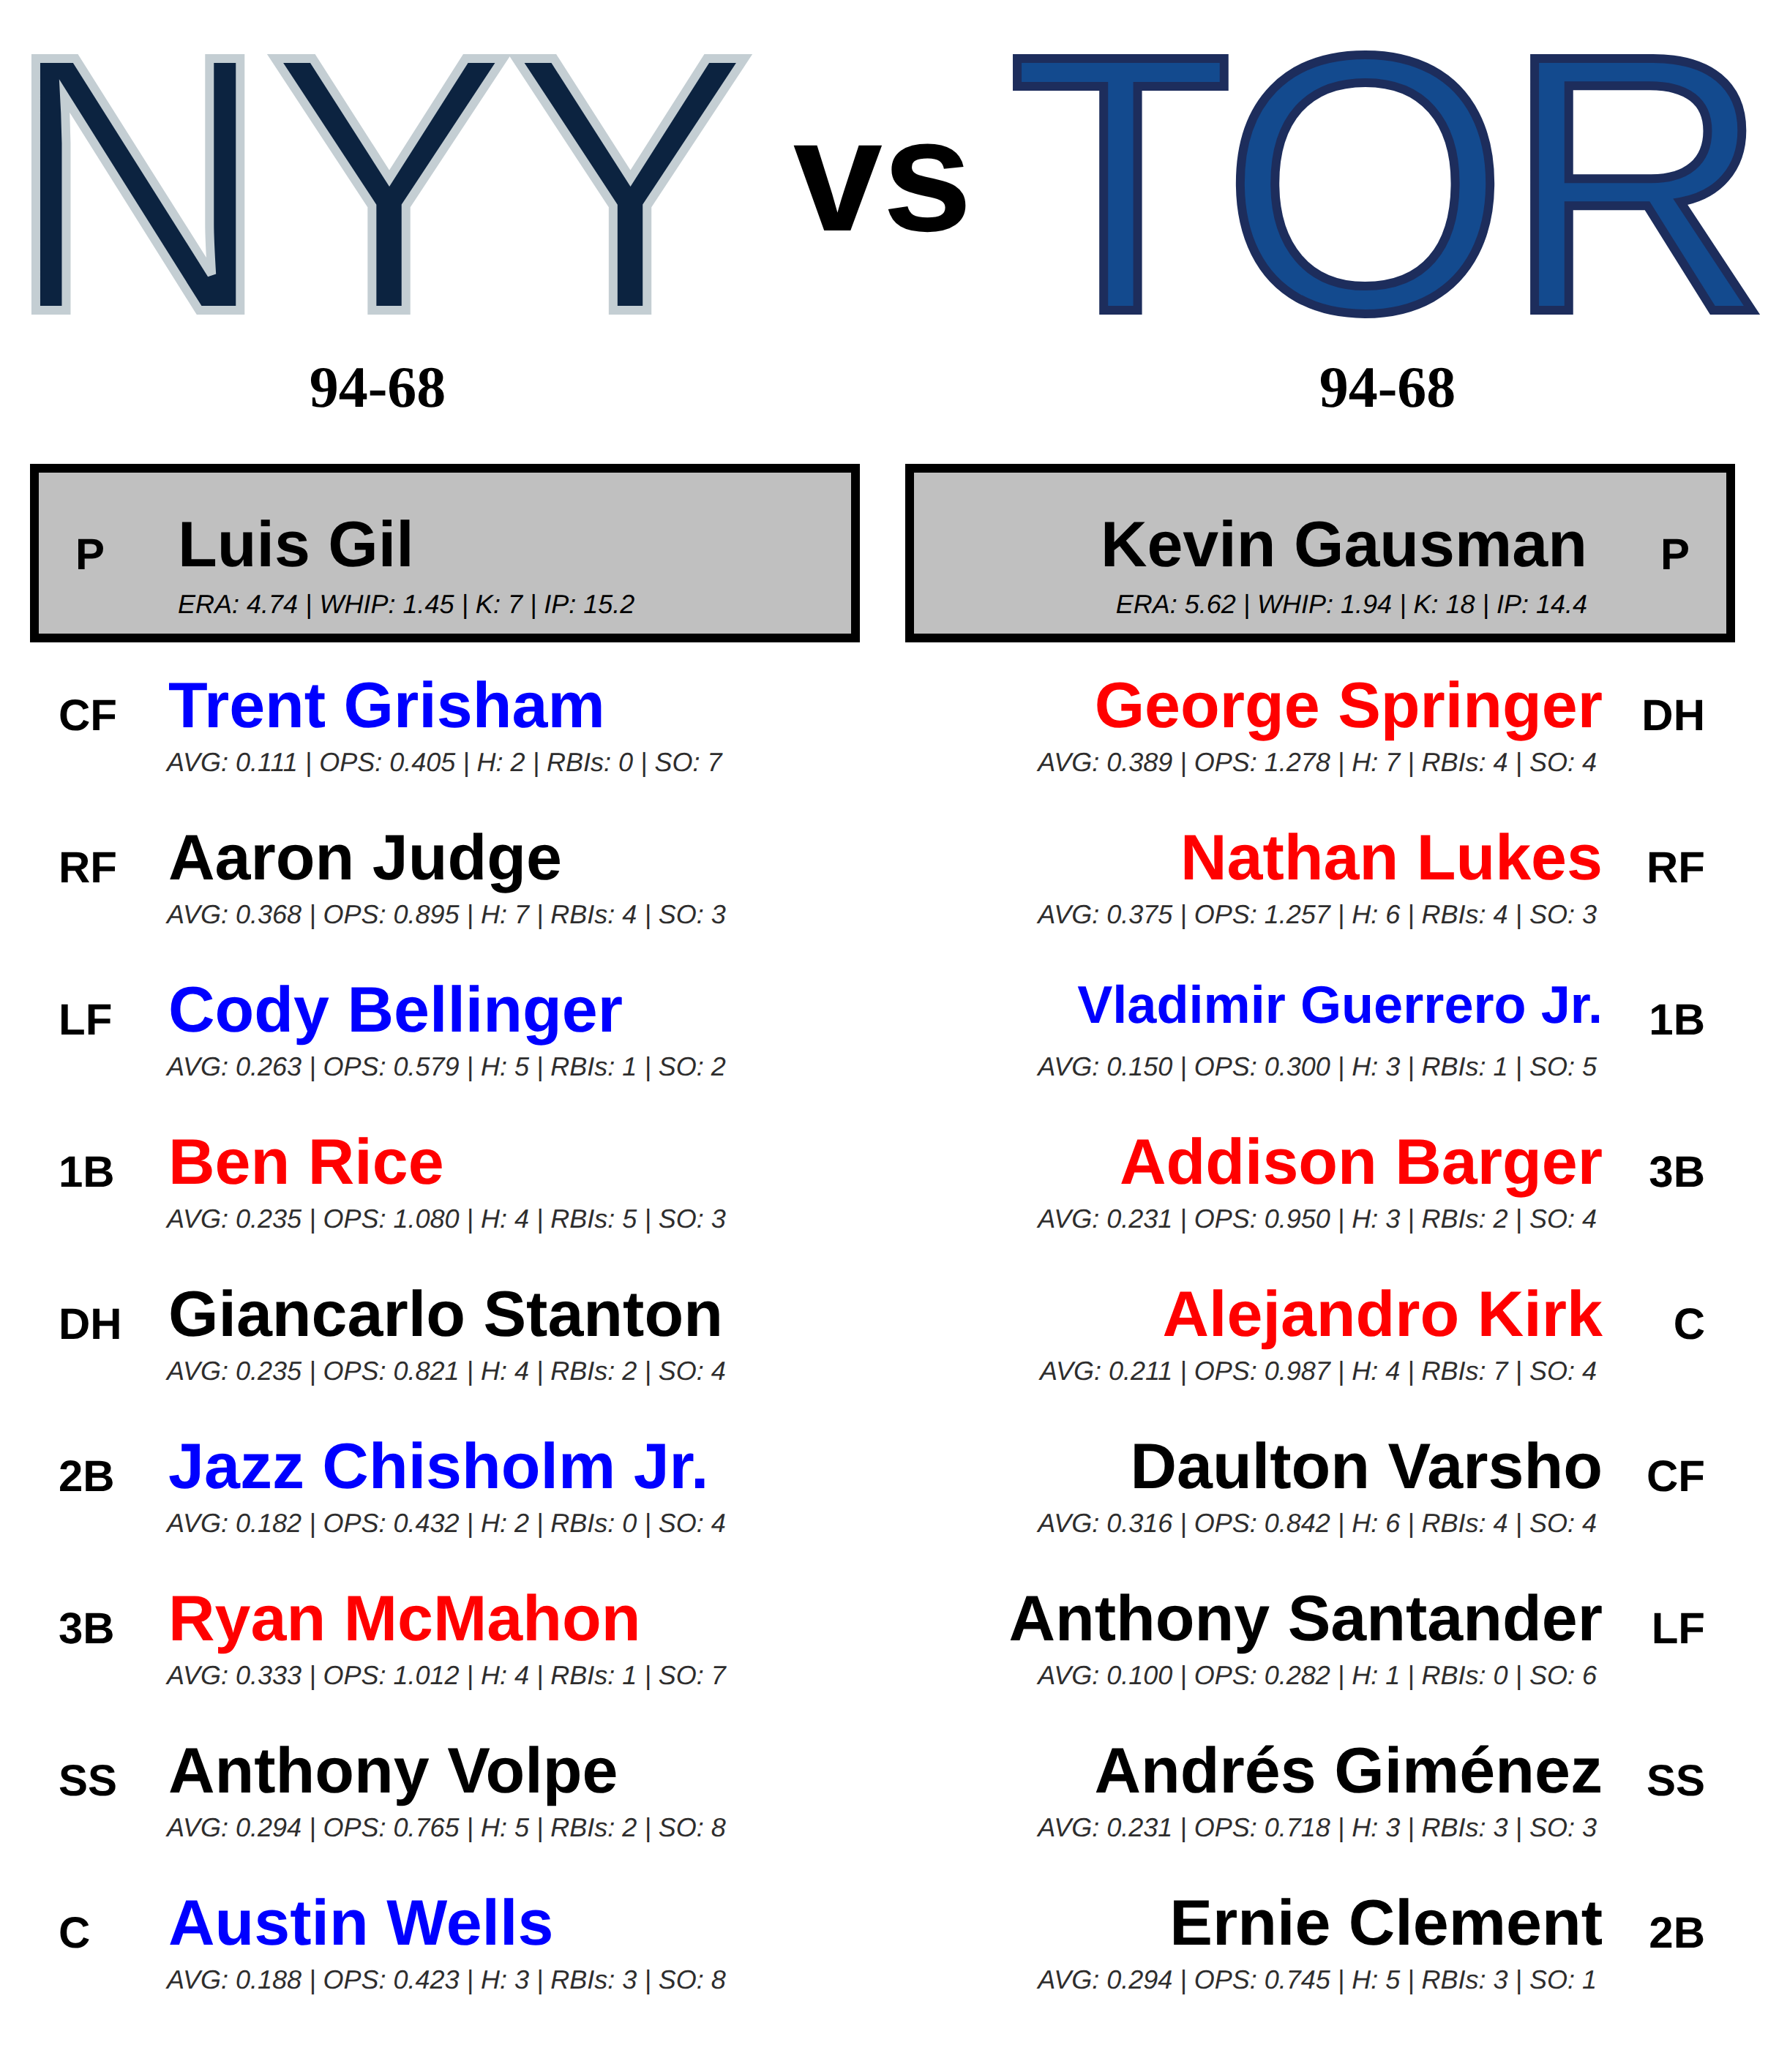 NYY vs TOR
94-68
94-68
P Luis Gil
ERA: 4.74 | WHIP: 1.45 | K: 7 | IP: 15.2
Kevin Gausman P
ERA: 5.62 | WHIP: 1.94 | K: 18 | IP: 14.4
CF Trent Grisham
AVG: 0.111 | OPS: 0.405 | H: 2 | RBIs: 0 | SO: 7
RF Aaron Judge
AVG: 0.368 | OPS: 0.895 | H: 7 | RBIs: 4 | SO: 3
LF Cody Bellinger
AVG: 0.263 | OPS: 0.579 | H: 5 | RBIs: 1 | SO: 2
1B Ben Rice
AVG: 0.235 | OPS: 1.080 | H: 4 | RBIs: 5 | SO: 3
DH Giancarlo Stanton
AVG: 0.235 | OPS: 0.821 | H: 4 | RBIs: 2 | SO: 4
2B Jazz Chisholm Jr.
AVG: 0.182 | OPS: 0.432 | H: 2 | RBIs: 0 | SO: 4
3B Ryan McMahon
AVG: 0.333 | OPS: 1.012 | H: 4 | RBIs: 1 | SO: 7
SS Anthony Volpe
AVG: 0.294 | OPS: 0.765 | H: 5 | RBIs: 2 | SO: 8
C Austin Wells
AVG: 0.188 | OPS: 0.423 | H: 3 | RBIs: 3 | SO: 8
George Springer DH
AVG: 0.389 | OPS: 1.278 | H: 7 | RBIs: 4 | SO: 4
Nathan Lukes RF
AVG: 0.375 | OPS: 1.257 | H: 6 | RBIs: 4 | SO: 3
Vladimir Guerrero Jr. 1B
AVG: 0.150 | OPS: 0.300 | H: 3 | RBIs: 1 | SO: 5
Addison Barger 3B
AVG: 0.231 | OPS: 0.950 | H: 3 | RBIs: 2 | SO: 4
Alejandro Kirk C
AVG: 0.211 | OPS: 0.987 | H: 4 | RBIs: 7 | SO: 4
Daulton Varsho CF
AVG: 0.316 | OPS: 0.842 | H: 6 | RBIs: 4 | SO: 4
Anthony Santander LF
AVG: 0.100 | OPS: 0.282 | H: 1 | RBIs: 0 | SO: 6
Andrés Giménez SS
AVG: 0.231 | OPS: 0.718 | H: 3 | RBIs: 3 | SO: 3
Ernie Clement 2B
AVG: 0.294 | OPS: 0.745 | H: 5 | RBIs: 3 | SO: 1